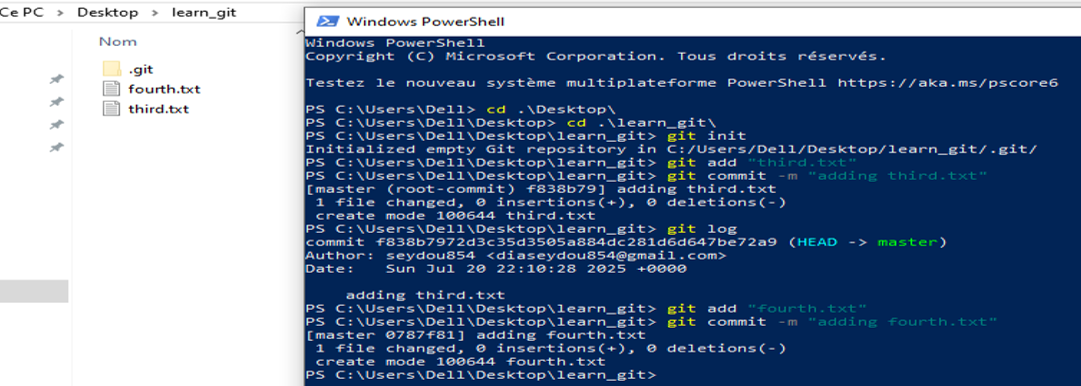 Ce PC > Desktop > learn_git
Nom
.git
fourth.txt
third.txt
Windows PowerShell
Windows PowerShell
Copyright (C) Microsoft Corporation. Tous droits réservés.
Testez le nouveau système multiplateforme PowerShell https://aka.ms/pscore6
PS C:\Users\Dell> cd .\Desktop\
PS C:\Users\Dell\Desktop> cd .\learn_git\
PS C:\Users\Dell\Desktop\learn_git> git init
Initialized empty Git repository in C:/Users/Dell/Desktop/learn_git/.git/
PS C:\Users\Dell\Desktop\learn_git> git add "third.txt"
PS C:\Users\Dell\Desktop\learn_git> git commit -m "adding third.txt"
[master (root-commit) f838b79] adding third.txt
 1 file changed, 0 insertions(+), 0 deletions(-)
 create mode 100644 third.txt
PS C:\Users\Dell\Desktop\learn_git> git log
commit f838b7972d3c35d3505a884dc281d6d647be72a9 (HEAD -> master)
Author: seydou854 <diaseydou854@gmail.com>
Date:   Sun Jul 20 22:10:28 2025 +0000
    adding third.txt
PS C:\Users\Dell\Desktop\learn_git> git add "fourth.txt"
PS C:\Users\Dell\Desktop\learn_git> git commit -m "adding fourth.txt"
[master 0787f81] adding fourth.txt
 1 file changed, 0 insertions(+), 0 deletions(-)
 create mode 100644 fourth.txt
PS C:\Users\Dell\Desktop\learn_git>